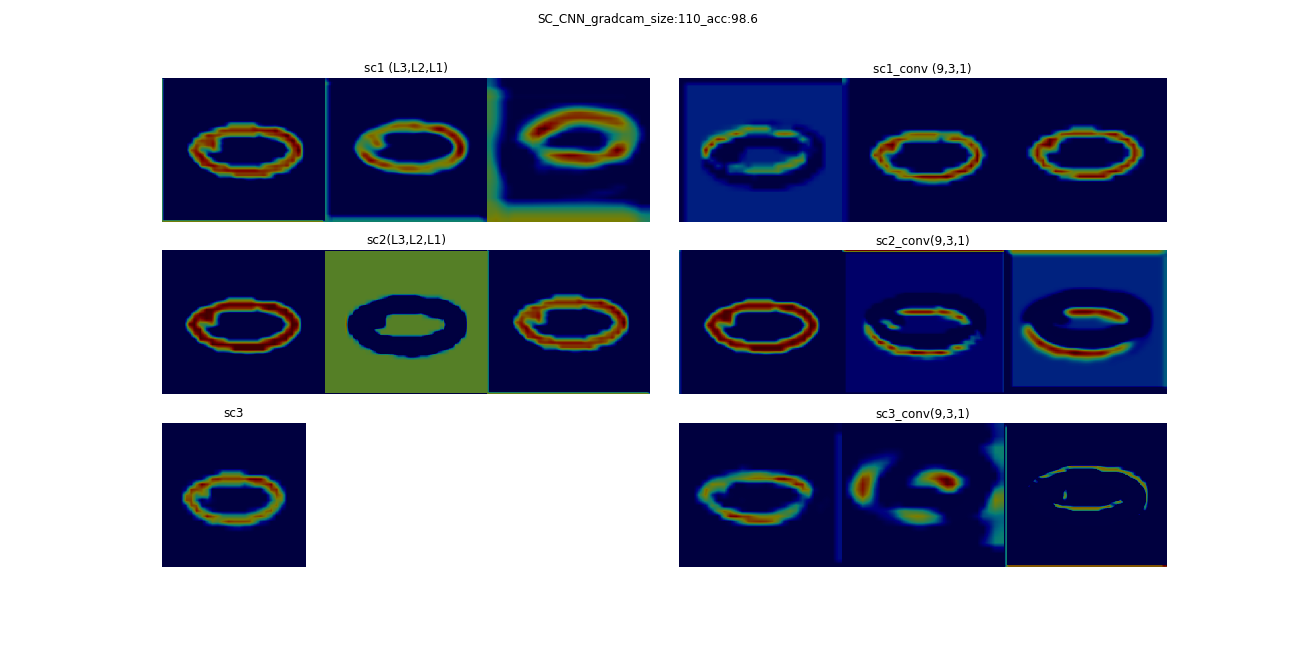 SC_CNN_gradcam_size:110_acc:98.6
sc1 (L3,L2,L1)
sc1_conv (9,3,1)
sc2(L3,L2,L1)
sc2_conv(9,3,1)
sc3
sc3_conv(9,3,1)